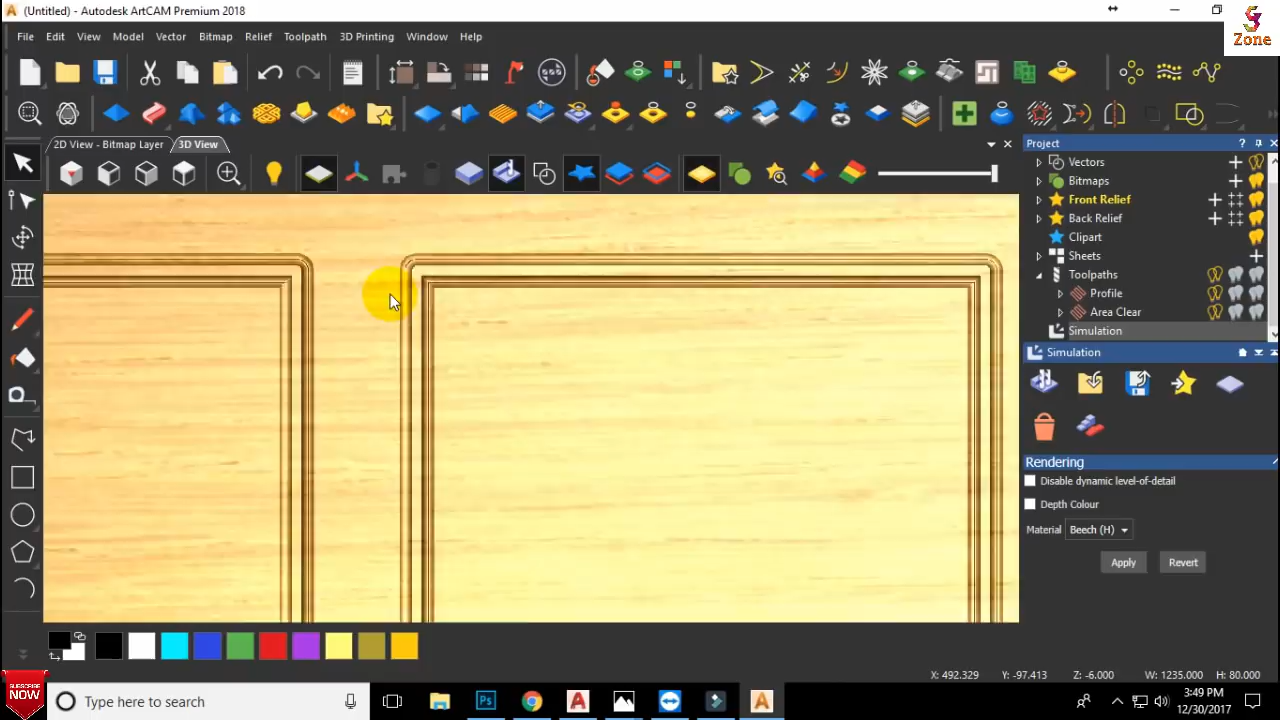 (Untitled) - Autodesk ArtCAM Premium 2018
Zone
File Edit View Model Vector Bitmap Relief Toolpath 3D Printing Window Help
2D View - Bitmap Layer 3D View
Project
Vectors
Bitmaps
Front Relief
Back Relief
Clipart
Sheets
Toolpaths
Profile
Area Clear
Simulation
Simulation
Rendering
Disable dynamic level-of-detail
Depth Colour
Material Beech (H)
Apply Revert
X: 492.329 Y: -97.413 Z: -6.000 W: 1235.000 H: 80.000
SUBSCRIBE
NOW
Type here to search
Ps
3:49 PM
12/30/2017